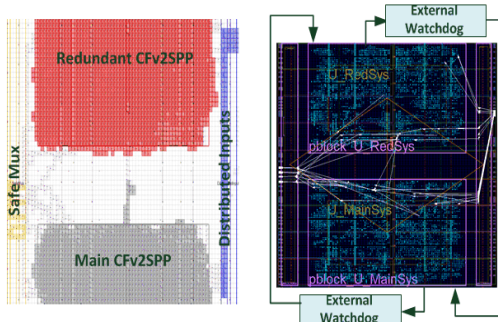 Redundant CFv2SPP
Safe Mux
Distributed Inputs
Main CFv2SPP
External
Watchdog
U_RedSys
pblock_U_RedSys
U_MainSys
pblock_U_MainSys
External
Watchdog